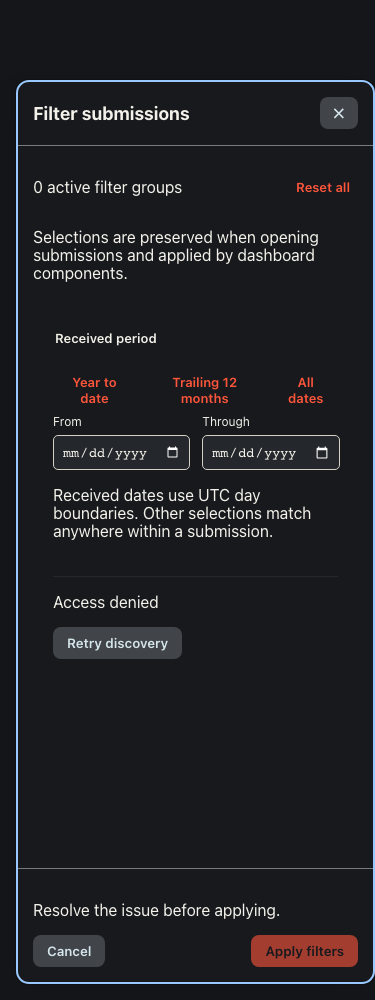 Filter submissions
×
0 active filter groups
Reset all
Selections are preserved when opening
submissions and applied by dashboard
components.
Received period
Year to
date
Trailing 12
months
All
dates
From
Through
mm/dd/yyyy
mm/dd/yyyy
Received dates use UTC day
boundaries. Other selections match
anywhere within a submission.
Access denied
Retry discovery
Resolve the issue before applying.
Cancel
Apply filters